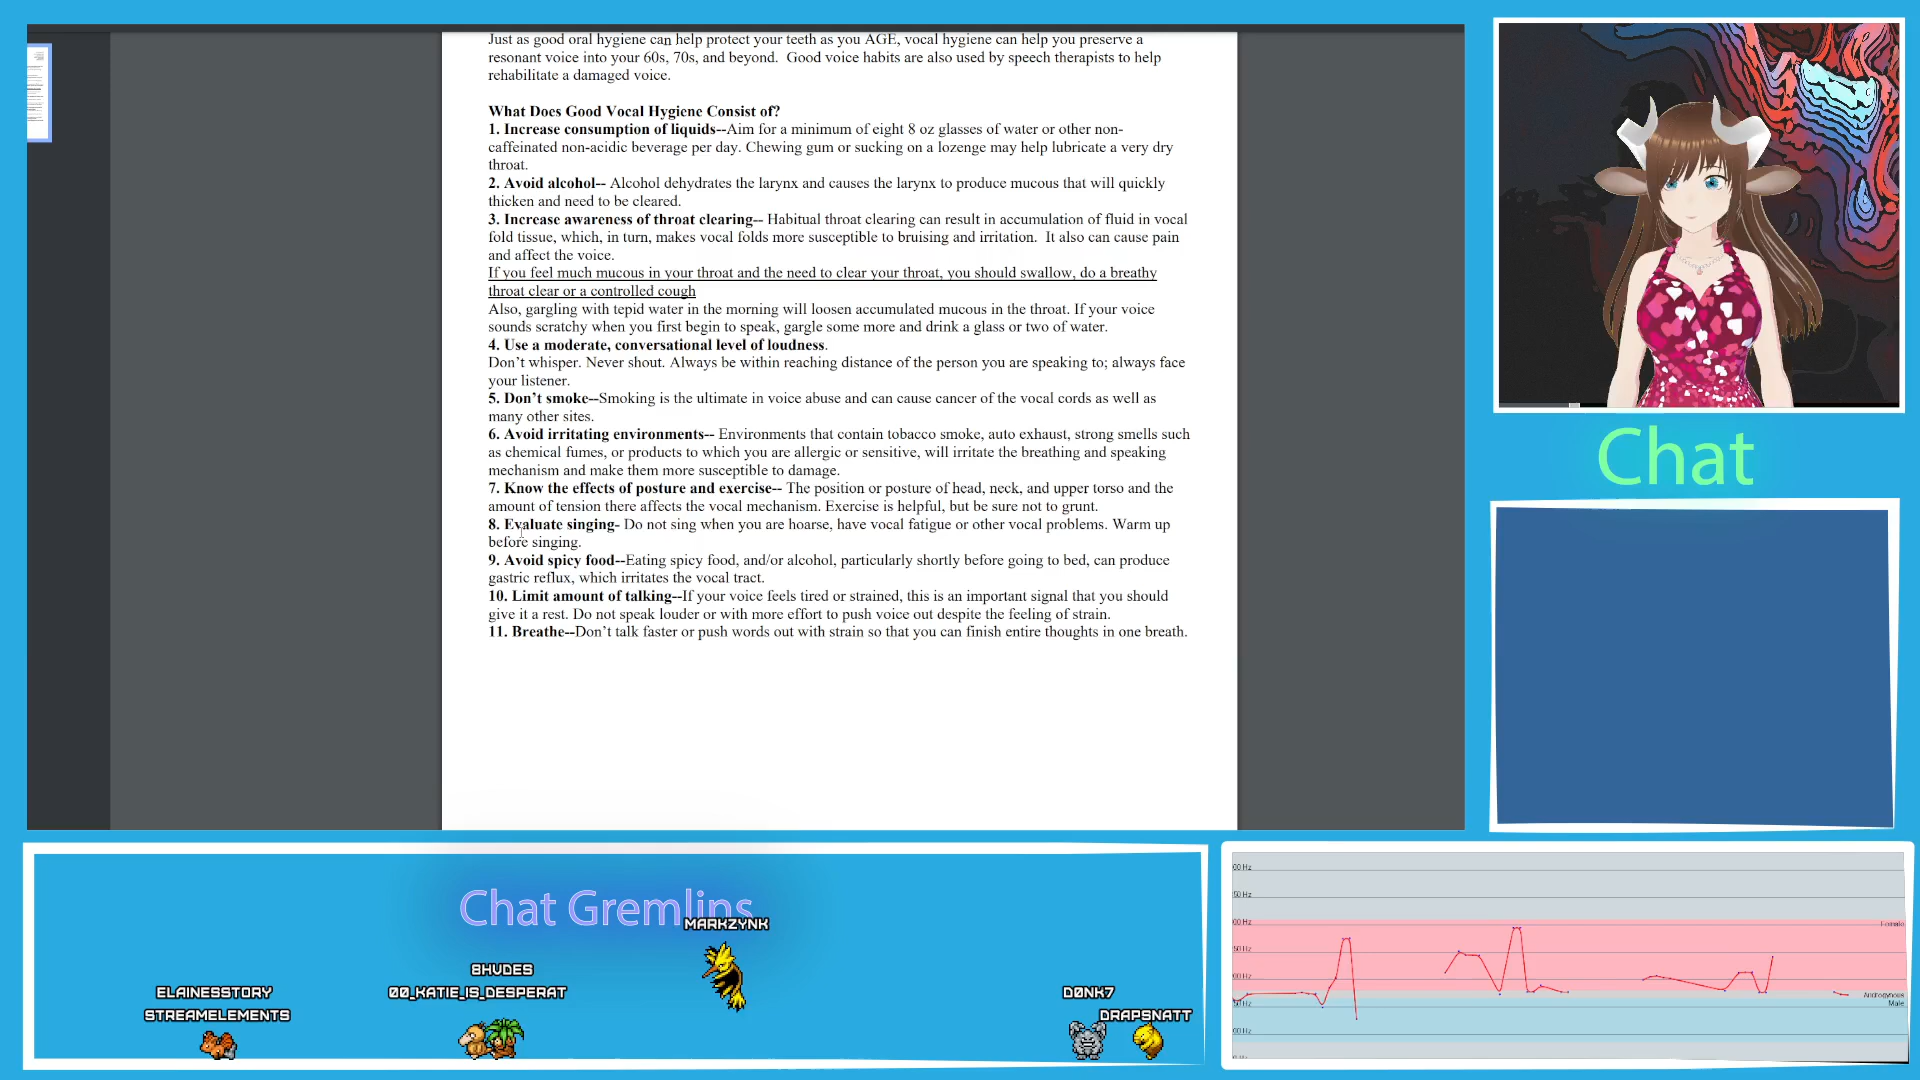 Just as good oral hygiene can help protect your teeth as you AGE, vocal hygiene can help you preserve a
resonant voice into your 60s, 70s, and beyond.  Good voice habits are also used by speech therapists to help
rehabilitate a damaged voice.
What Does Good Vocal Hygiene Consist of?
1. Increase consumption of liquids--Aim for a minimum of eight 8 oz glasses of water or other non-
caffeinated non-acidic beverage per day. Chewing gum or sucking on a lozenge may help lubricate a very dry
throat.
2. Avoid alcohol-- Alcohol dehydrates the larynx and causes the larynx to produce mucous that will quickly
thicken and need to be cleared.
3. Increase awareness of throat clearing-- Habitual throat clearing can result in accumulation of fluid in vocal
fold tissue, which, in turn, makes vocal folds more susceptible to bruising and irritation.  It also can cause pain
and affect the voice.
If you feel much mucous in your throat and the need to clear your throat, you should swallow, do a breathy
throat clear or a controlled cough
Also, gargling with tepid water in the morning will loosen accumulated mucous in the throat. If your voice
sounds scratchy when you first begin to speak, gargle some more and drink a glass or two of water.
4. Use a moderate, conversational level of loudness.
Don’t whisper. Never shout. Always be within reaching distance of the person you are speaking to; always face
your listener.
5. Don’t smoke--Smoking is the ultimate in voice abuse and can cause cancer of the vocal cords as well as
many other sites.
6. Avoid irritating environments-- Environments that contain tobacco smoke, auto exhaust, strong smells such
as chemical fumes, or products to which you are allergic or sensitive, will irritate the breathing and speaking
mechanism and make them more susceptible to damage.
7. Know the effects of posture and exercise-- The position or posture of head, neck, and upper torso and the
amount of tension there affects the vocal mechanism. Exercise is helpful, but be sure not to grunt.
8. Evaluate singing- Do not sing when you are hoarse, have vocal fatigue or other vocal problems. Warm up
before singing.
9. Avoid spicy food--Eating spicy food, and/or alcohol, particularly shortly before going to bed, can produce
gastric reflux, which irritates the vocal tract.
10. Limit amount of talking--If your voice feels tired or strained, this is an important signal that you should
give it a rest. Do not speak louder or with more effort to push voice out despite the feeling of strain.
11. Breathe--Don’t talk faster or push words out with strain so that you can finish entire thoughts in one breath.
Chat
Chat Gremlins
MARKZYNK
8HUDES
ELAINESSTORY
00_KATIE_IS_DESPERAT
STREAMELEMENTS
D0NK7
DRAPSNATT
00 Hz
50 Hz
00 Hz
Female
50 Hz
00 Hz
Androgynous
50 Hz
Male
00 Hz